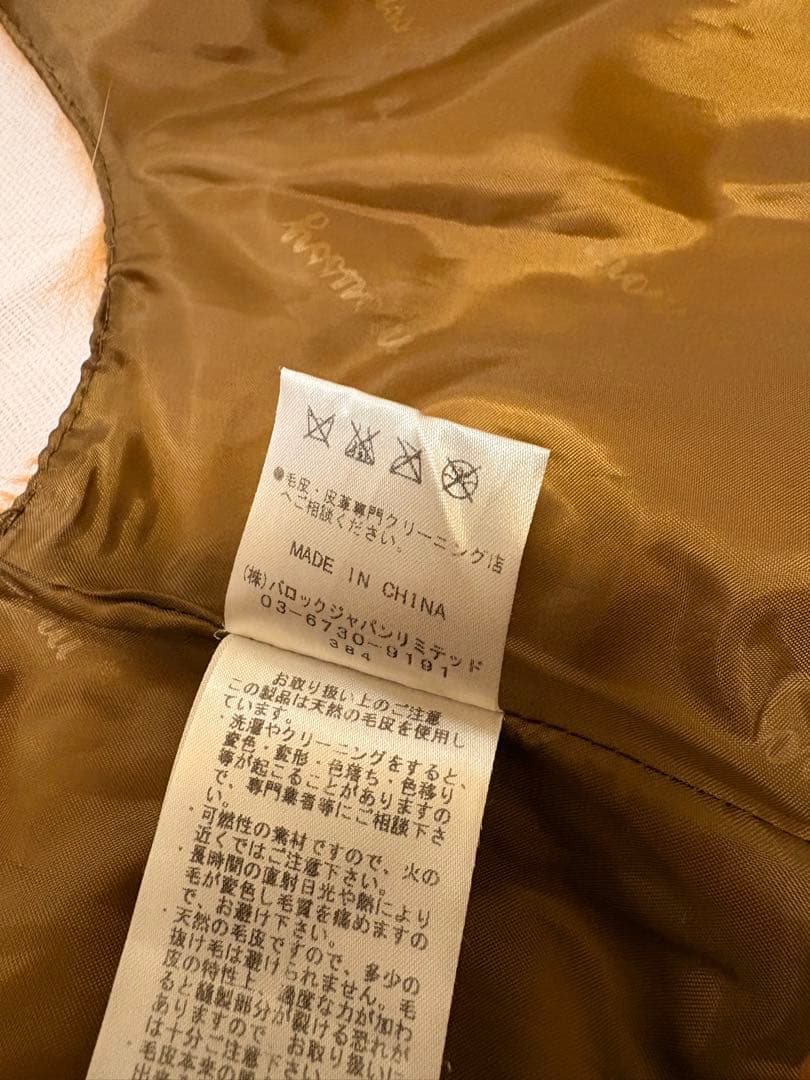 moussy
●毛皮・皮革専門クリーニング店
へご相談ください。
MADE IN CHINA
(株)バロックジャパンリミテッド
03-6730-9191
384
お取り扱い上のご注意
この製品は天然の毛皮を使用し
ています。
・洗濯やクリーニングをすると、
変色・変形・色落ち・色移り
等が起こることがありますの
で、専門業者等にご相談下さ
い。
・可燃性の素材ですので、火の
近くではご注意下さい。
・長時間の直射日光や熱により
毛が変色し毛質を痛めますの
で、お避け下さい。
・天然の毛皮ですので、多少の
抜け毛は避けられません。毛
皮の特性上、過度な力が加わ
ると縫製部分が裂ける恐れが
ありますので お取り扱いに
は十分ご注意
・毛皮本来の
出来